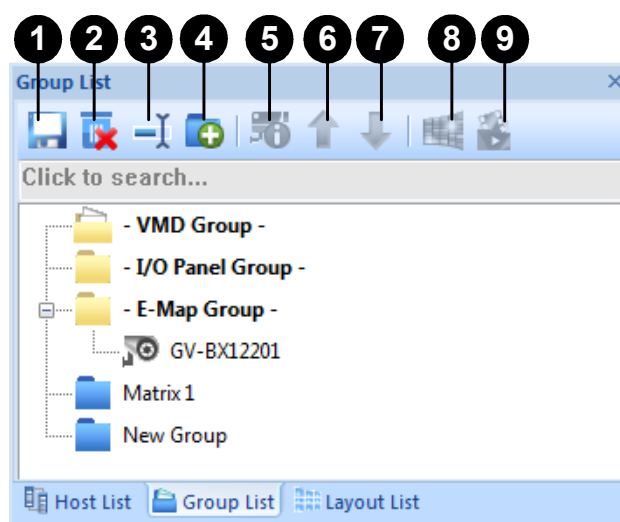 1 2 3 4 5 6 7 8 9
Group List
Click to search...
- VMD Group -
- I/O Panel Group -
- E-Map Group -
GV-BX12201
Matrix 1
New Group
Host List Group List Layout List